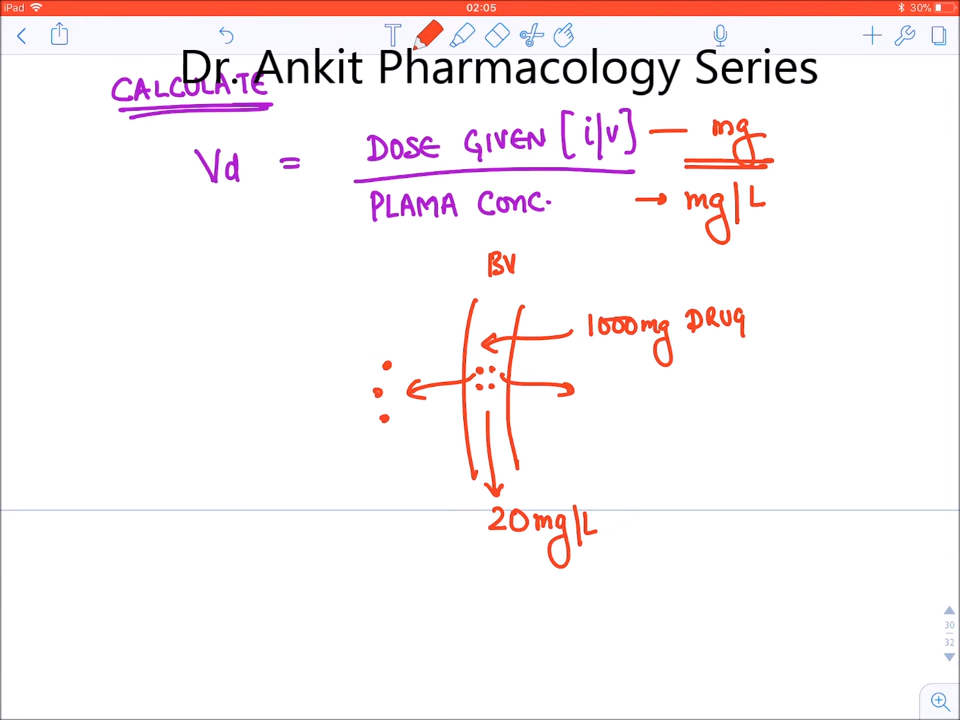 iPad 02:05 30%
T
Dr. Ankit Pharmacology Series
CALCULATE
Vd = DOSE GIVEN [i/v] — mg
PLAMA CONC. → mg/L
BV
1000mg DRUG
20mg/L
30
32